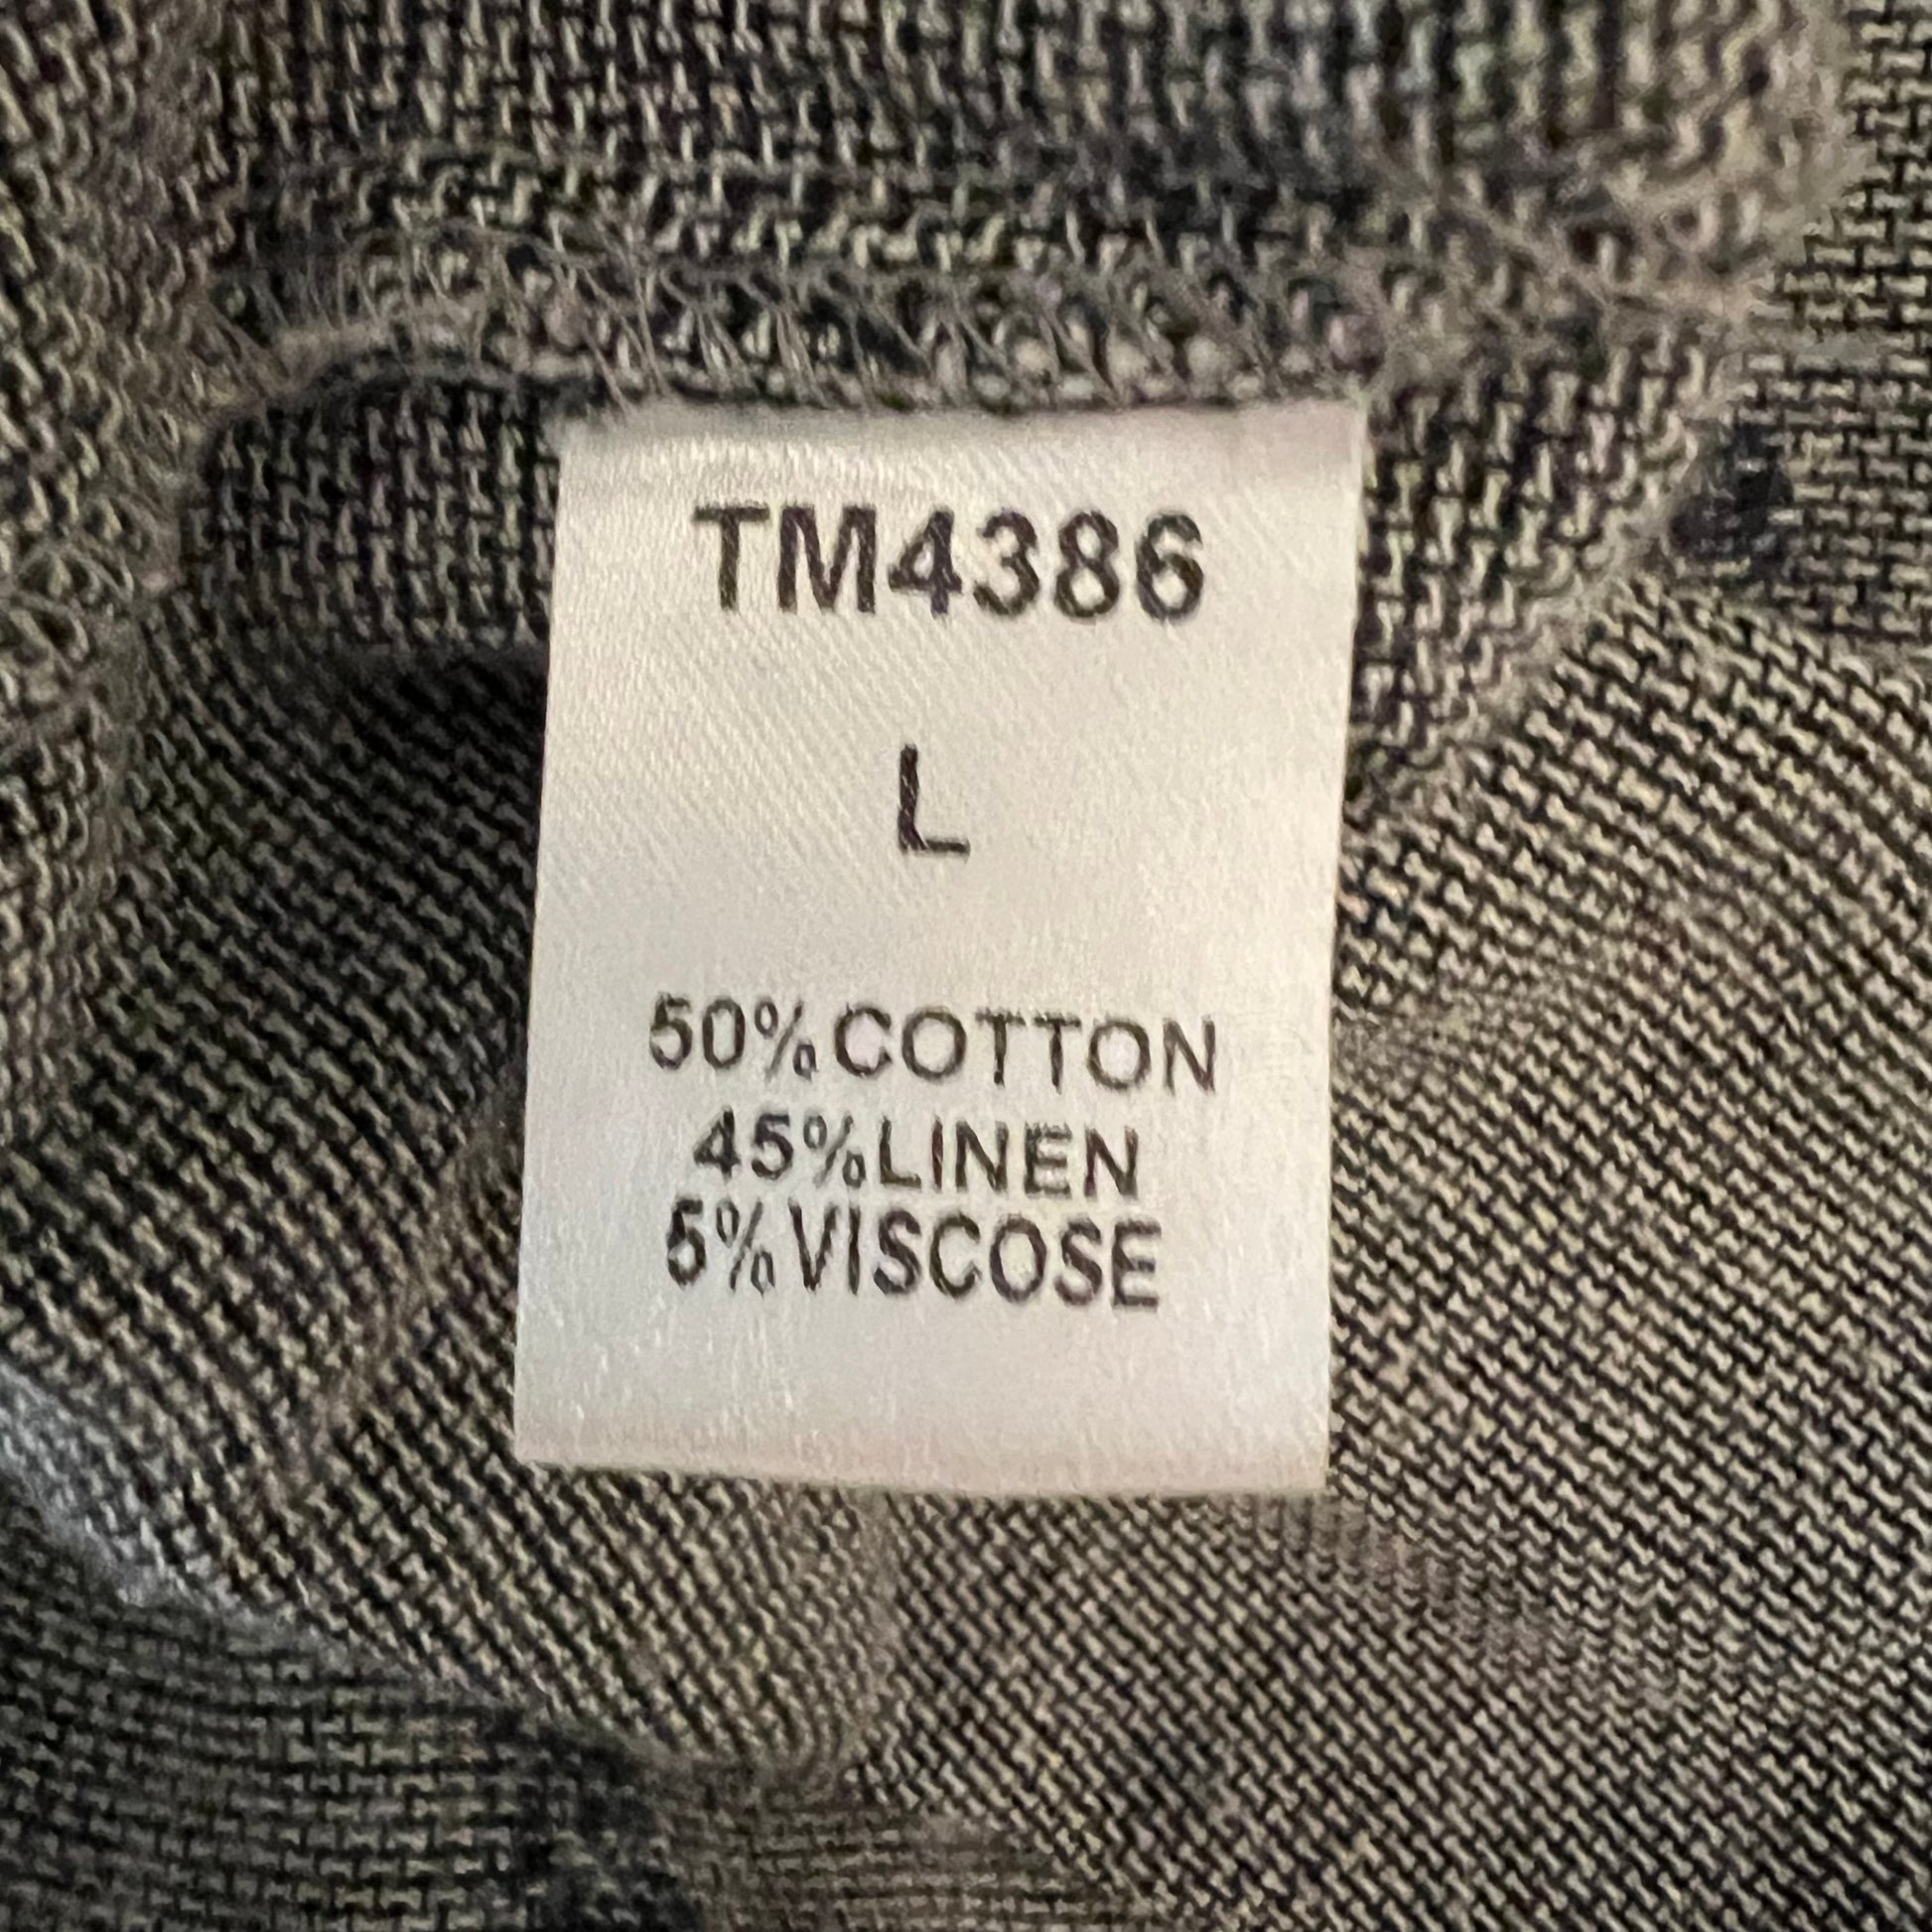 TM4386
L
50%COTTON
45%LINEN
5%VISCOSE